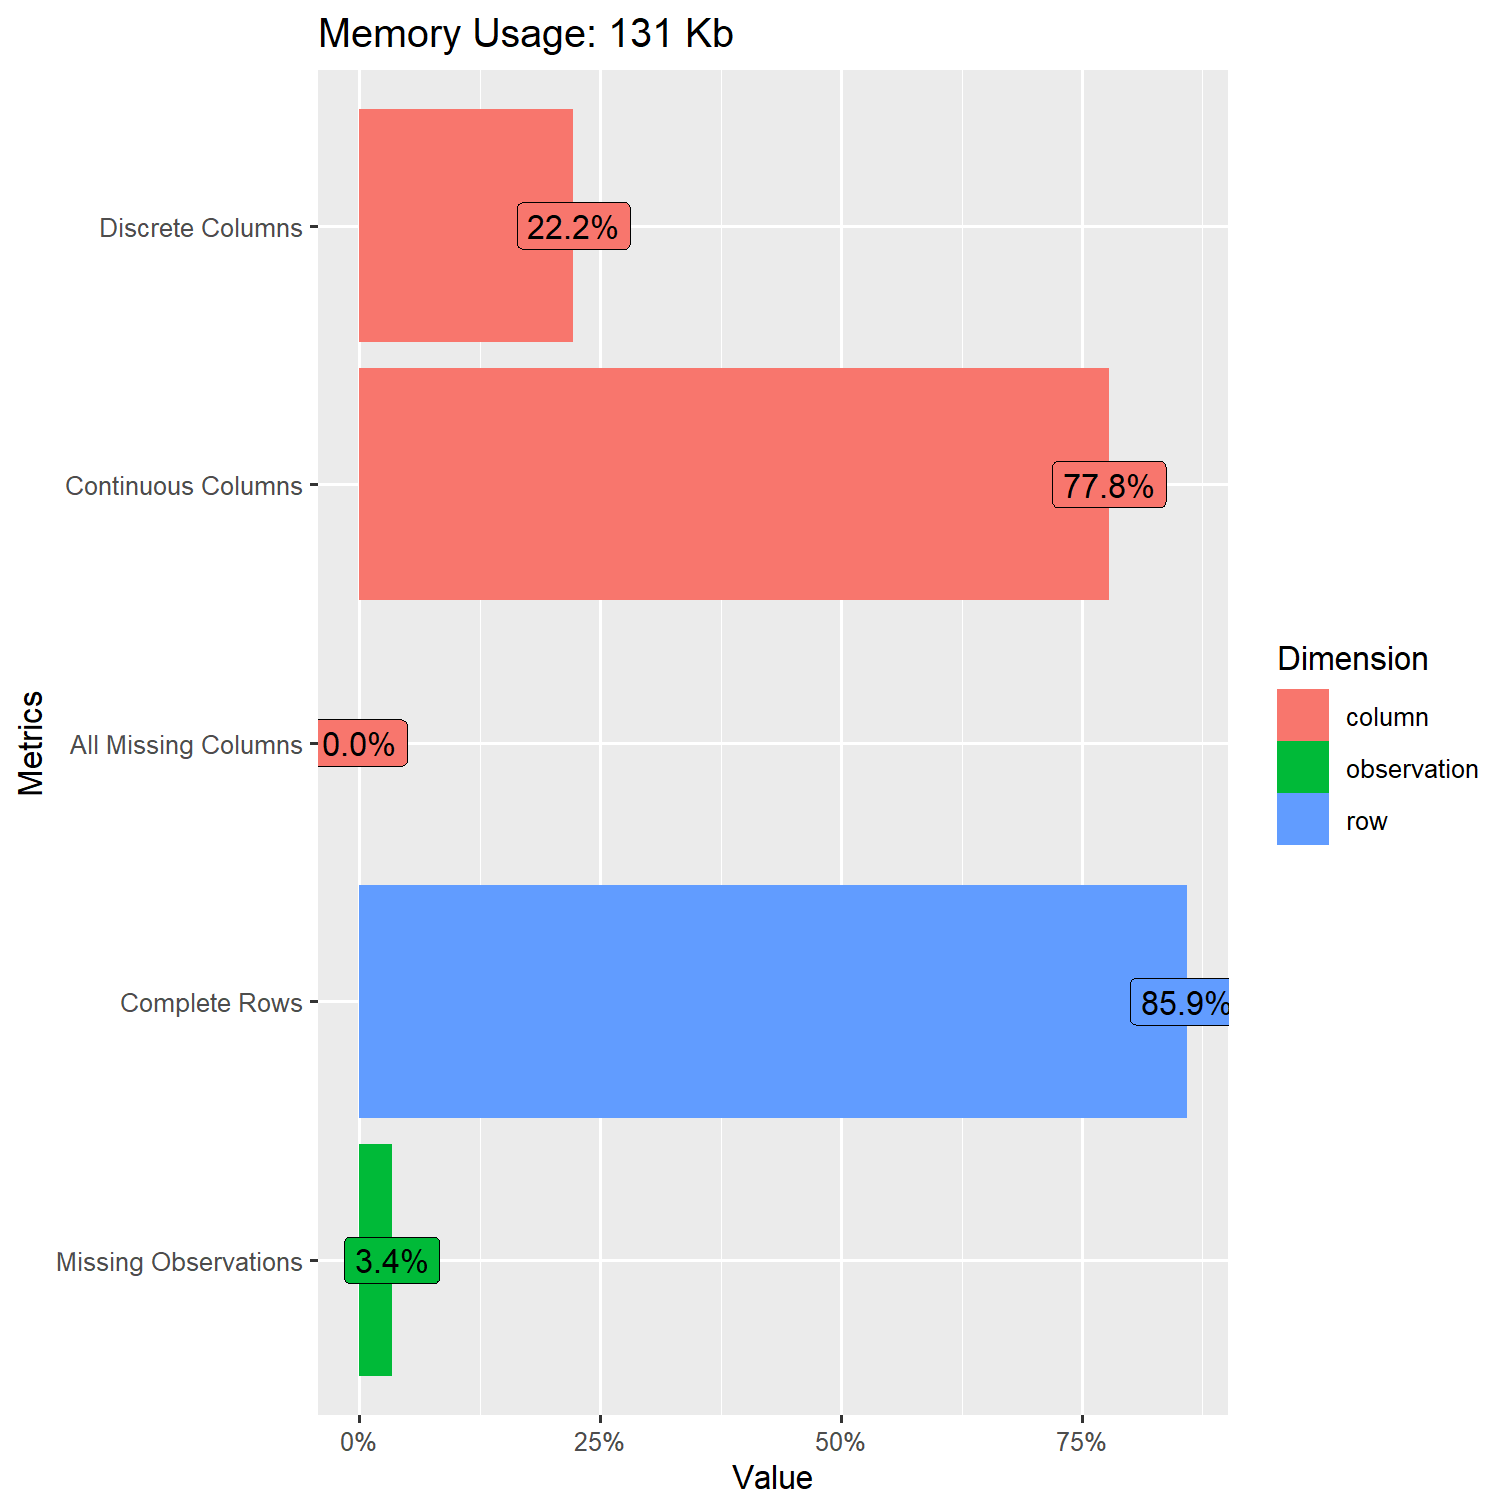 Memory Usage: 131 Kb
Discrete Columns
22.2%
Continuous Columns
77.8%
Metrics
All Missing Columns
0.0%
Complete Rows
85.9%
Missing Observations
3.4%
0%
25%
50%
75%
Value
Dimension
column
observation
row